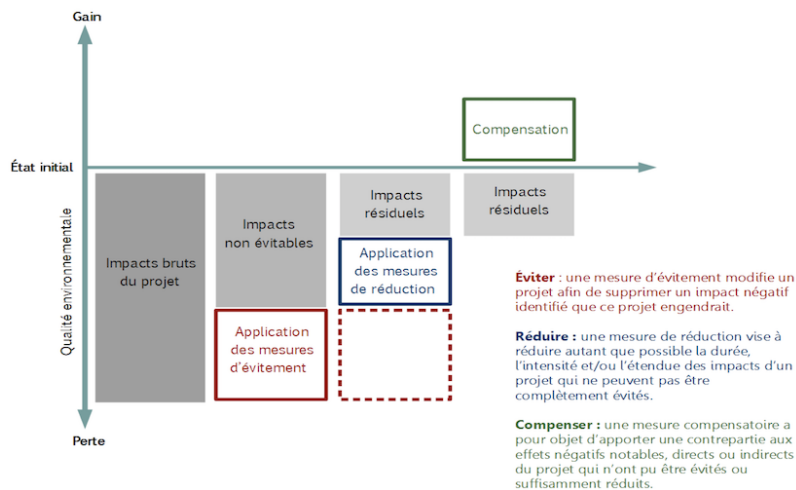 Gain
Compensation
État initial
Impacts bruts
du projet
Impacts
non évitables
Impacts
résiduels
Impacts
résiduels
Application
des mesures
de réduction
Application
des mesures
d'évitement
Qualité environnementale
Perte
Éviter : une mesure d'évitement modifie un
projet afin de supprimer un impact négatif
identifié que ce projet engendrait.
Réduire : une mesure de réduction vise à
réduire autant que possible la durée,
l'intensité et/ou l'étendue des impacts d'un
projet qui ne peuvent pas être
complètement évités.
Compenser : une mesure compensatoire a
pour objet d'apporter une contrepartie aux
effets négatifs notables, directs ou indirects
du projet qui n'ont pu être évités ou
suffisamment réduits.